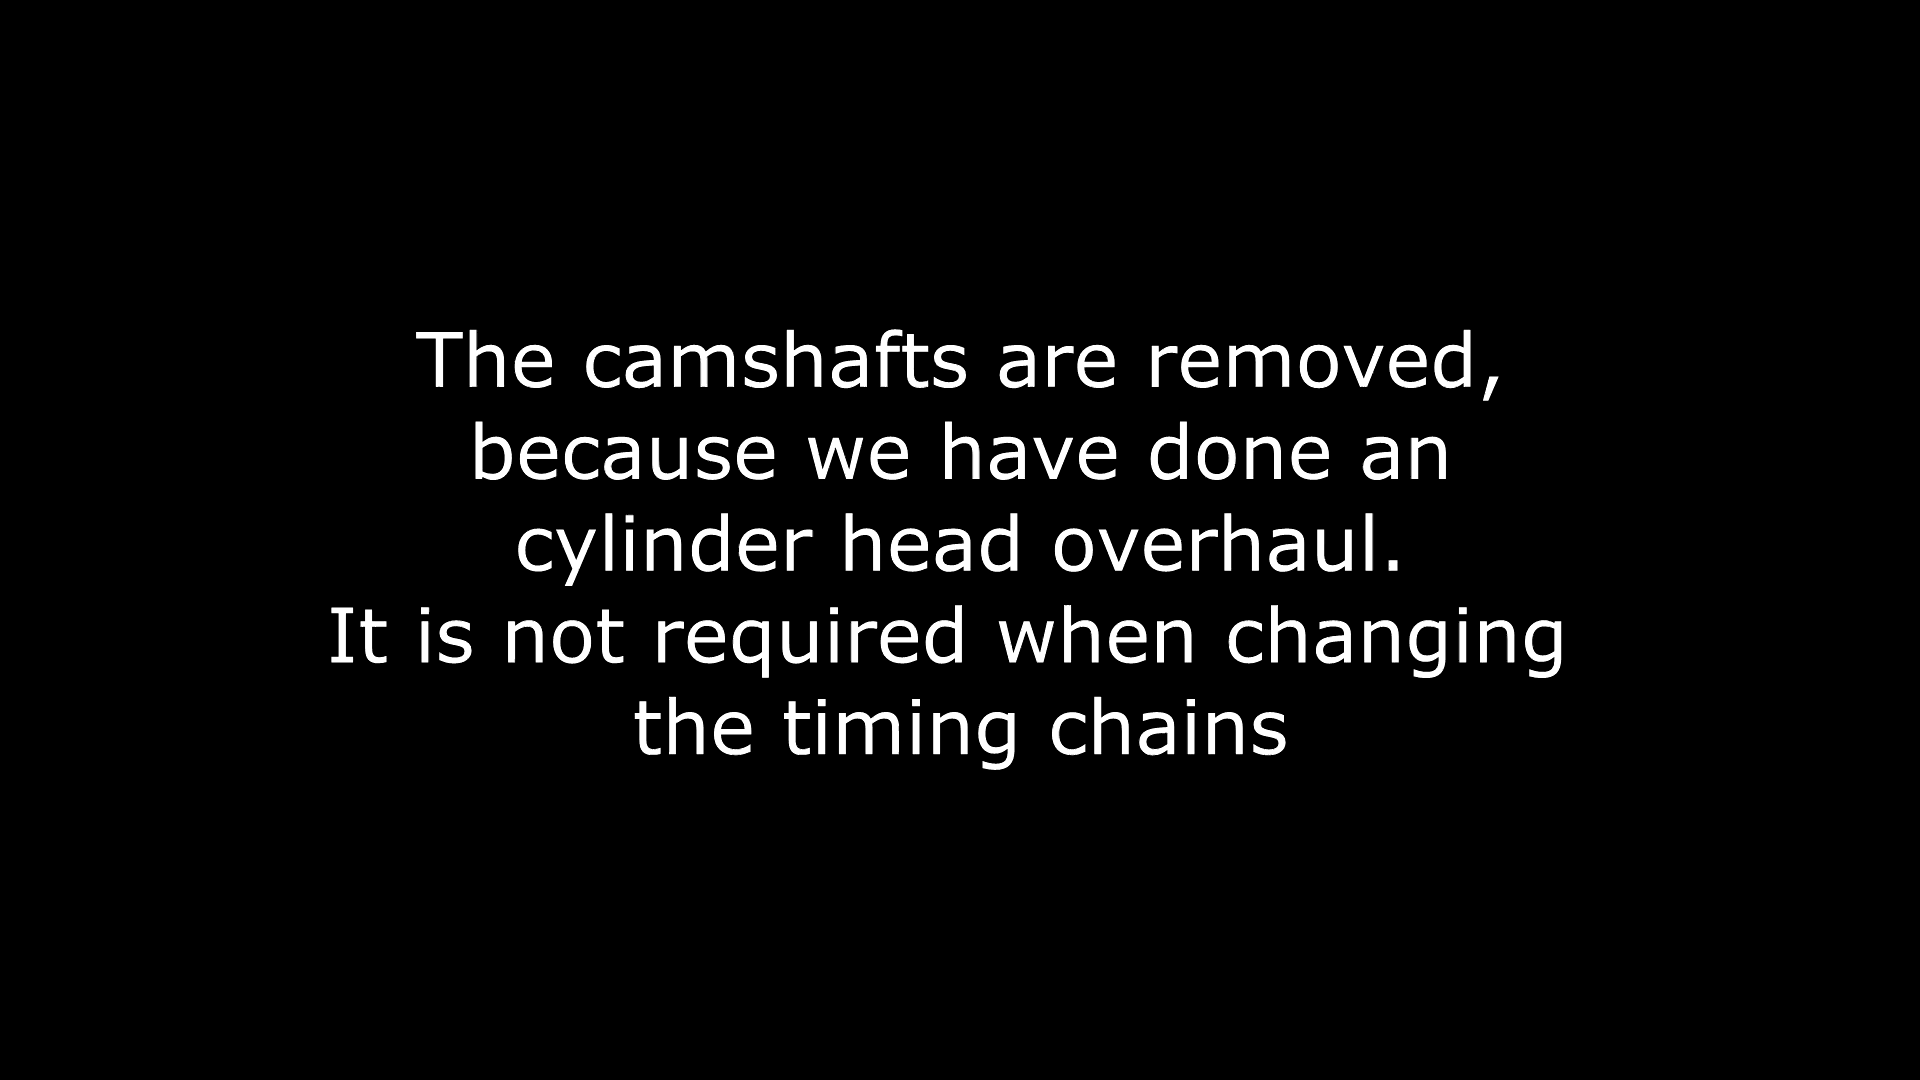 The camshafts are removed,
because we have done an
cylinder head overhaul.
It is not required when changing
the timing chains